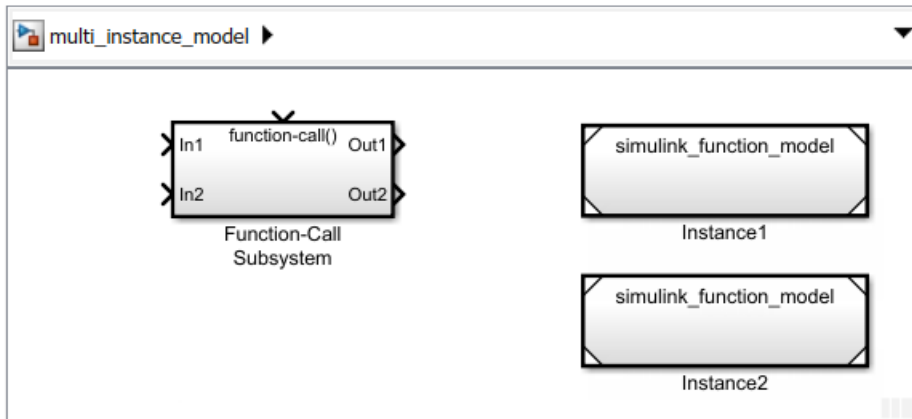 multi_instance_model
function-call()
In1 Out1
In2 Out2
Function-Call
Subsystem
simulink_function_model
Instance1
simulink_function_model
Instance2